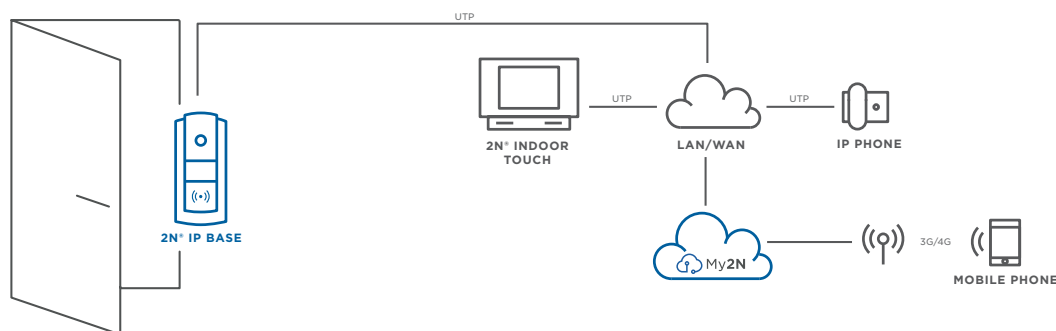 UTP
UTP
UTP
2N® INDOOR
TOUCH
LAN/WAN
IP PHONE
2N® IP BASE
My2N
3G/4G
MOBILE PHONE